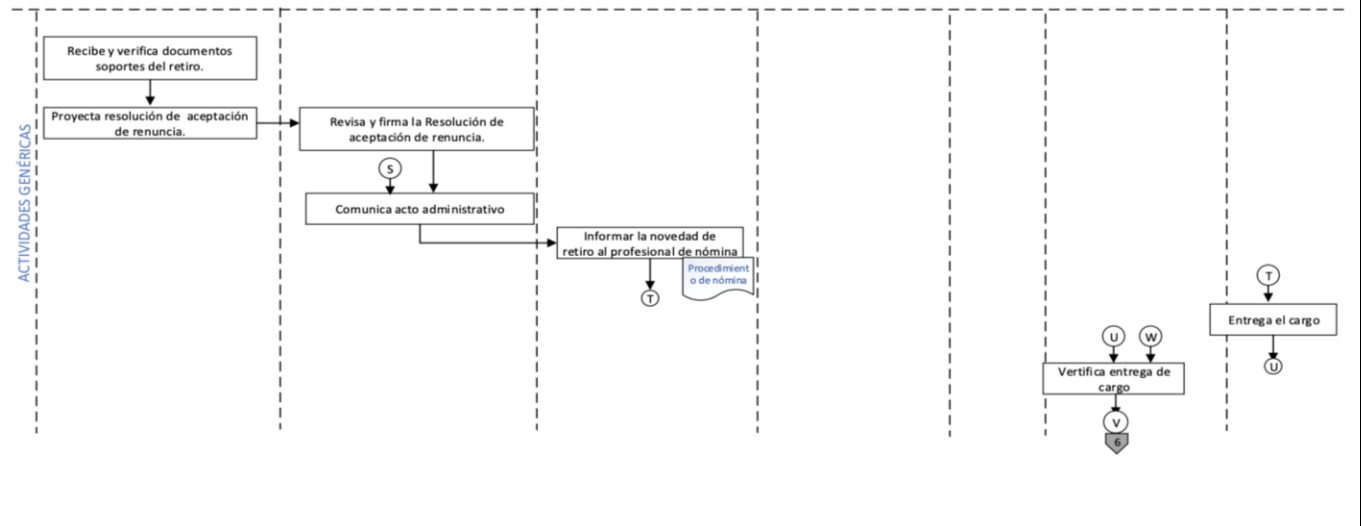 ACTIVIDADES GENÉRICAS
Recibe y verifica documentos
soportes del retiro.
Proyecta resolución de aceptación
de renuncia.
Revisa y firma la Resolución de
aceptación de renuncia.
S
Comunica acto administrativo
Informar la novedad de
retiro al profesional de nómina
Procedimient
o de nómina
T
T
Entrega el cargo
U
U
W
Vertifica entrega de
cargo
V
6